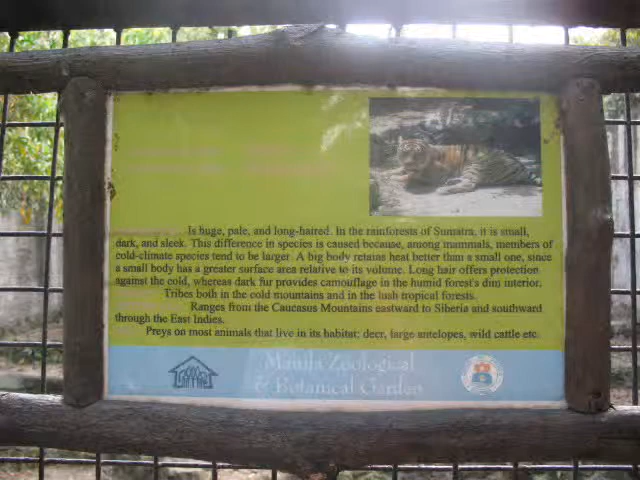 Is huge, pale, and long-haired. In the rainforests of Sumatra, it is small,
dark, and sleek. This difference in species is caused because, among mammals, members of
cold-climate species tend to be larger. A big body retains heat better than a small one, since
a small body has a greater surface area relative to its volume. Long hair offers protection
against the cold, whereas dark fur provides camouflage in the humid forest's dim interior.
Tribes both in the cold mountains and in the lush tropical forests.
Ranges from the Caucasus Mountains eastward to Siberia and southward
through the East Indies.
Preys on most animals that live in its habitat: deer, large antelopes, wild cattle etc.
Manila Zoological
& Botanical Garden